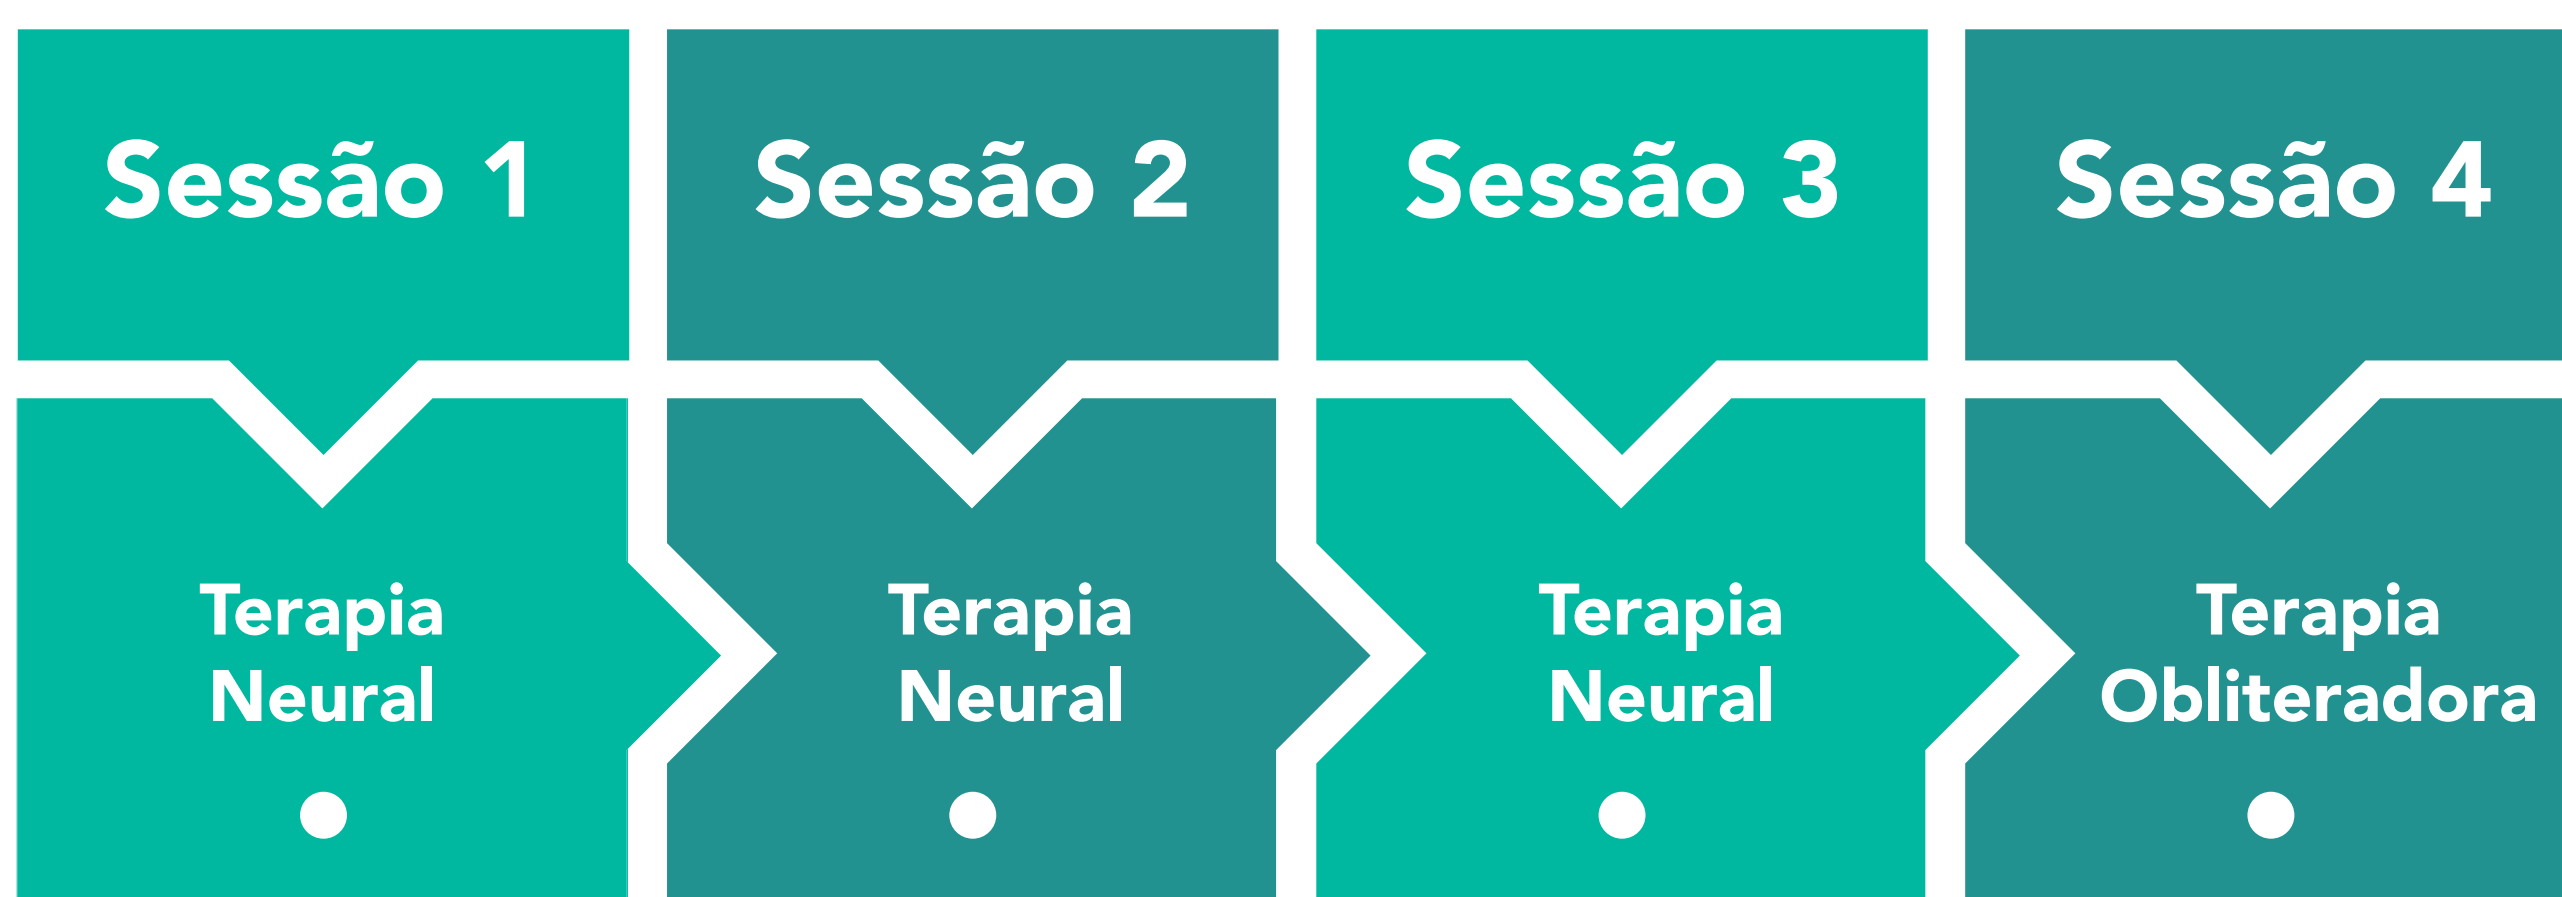 Sessão 1
Sessão 2
Sessão 3
Sessão 4
Terapia
Neural
Terapia
Neural
Terapia
Neural
Terapia
Obliteradora